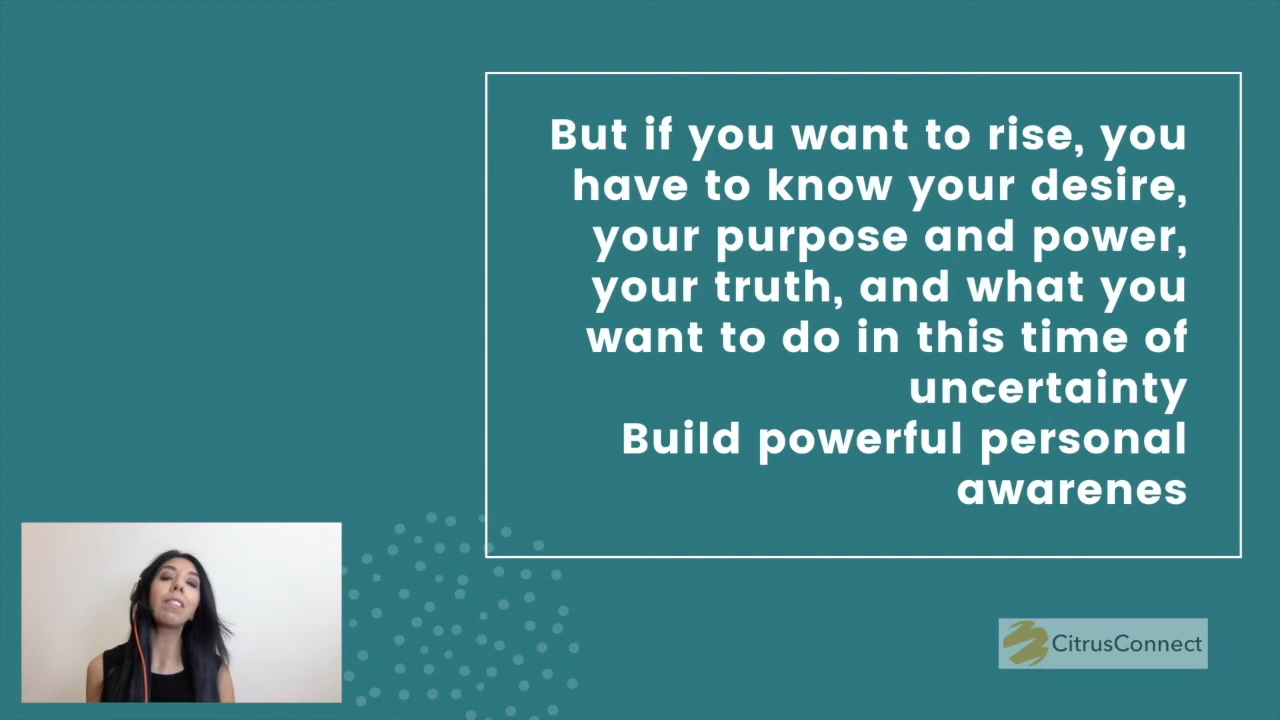 But if you want to rise, you
have to know your desire,
your purpose and power,
your truth, and what you
want to do in this time of
uncertainty
Build powerful personal
awarenes
CitrusConnect